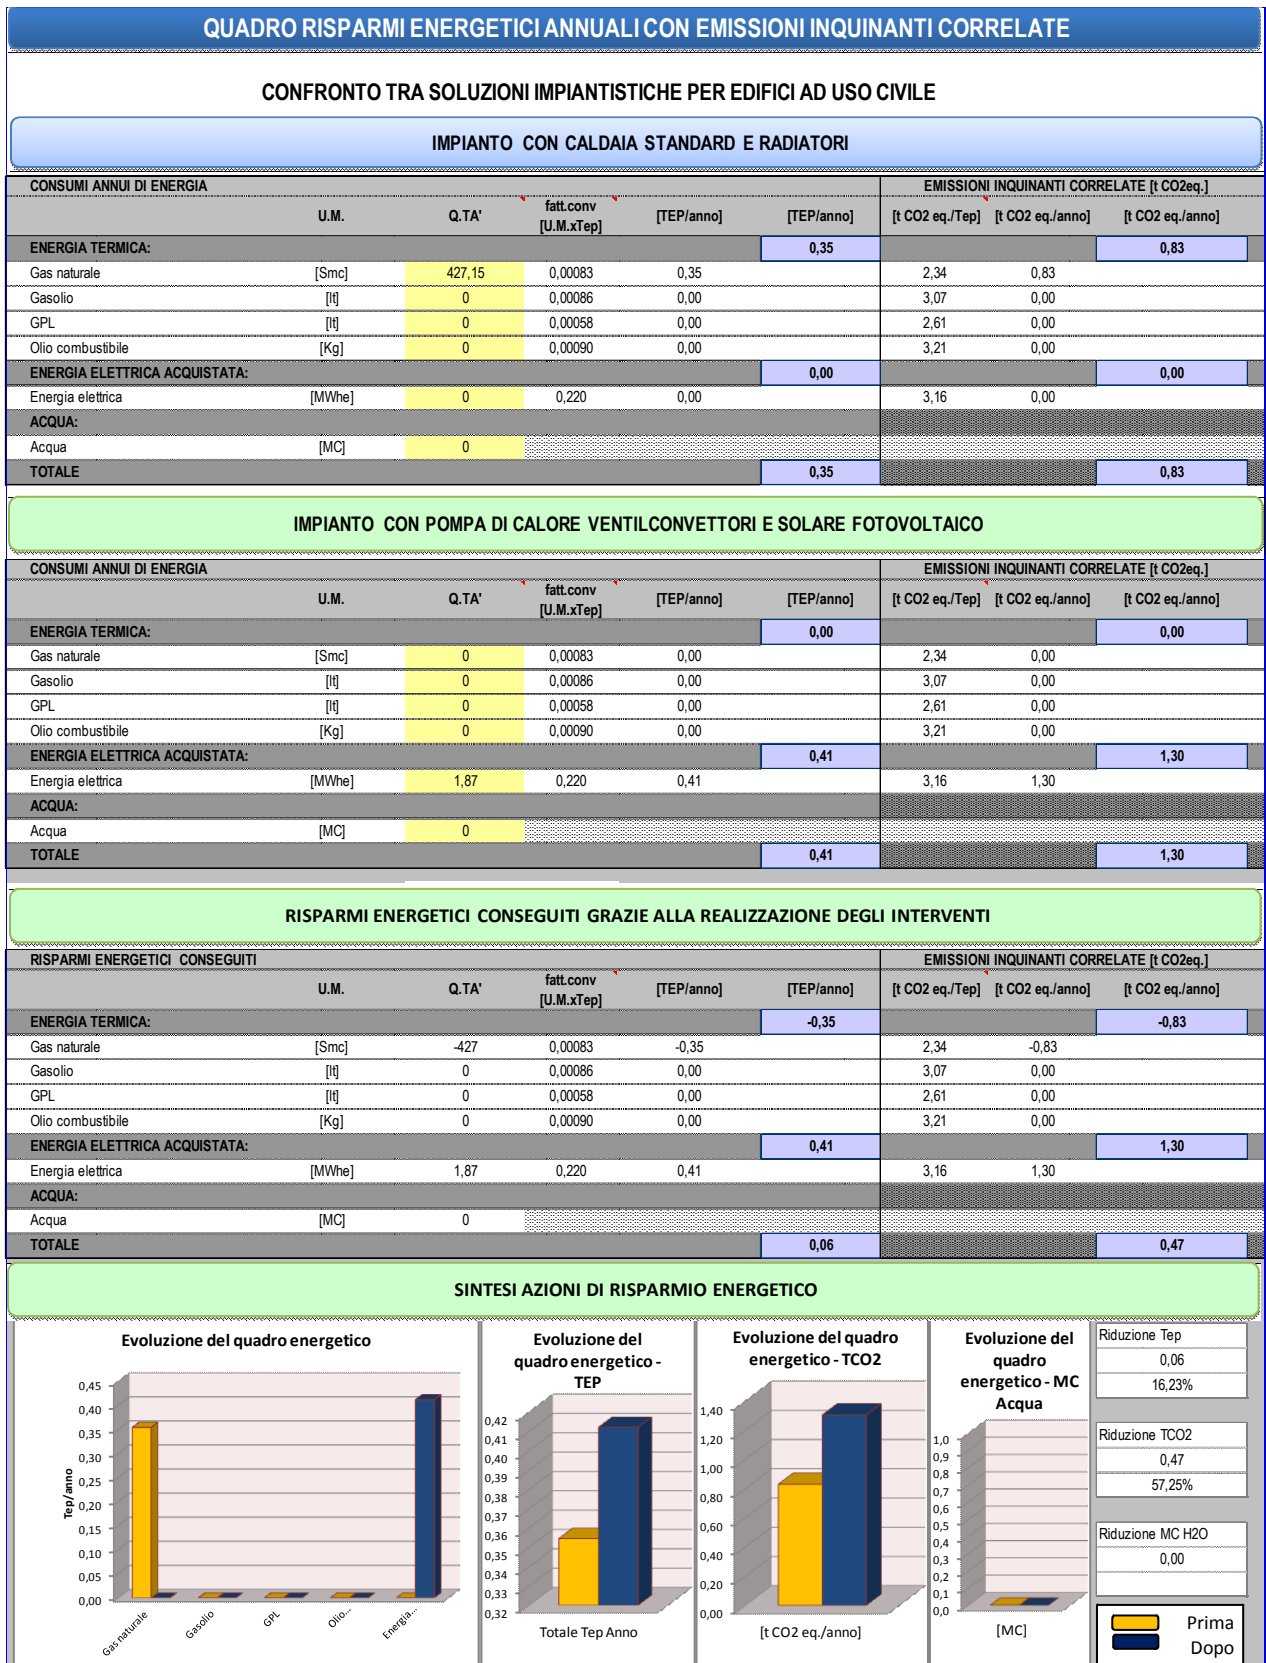 QUADRO RISPARMI ENERGETICI ANNUALI CON EMISSIONI INQUINANTI CORRELATE
CONFRONTO TRA SOLUZIONI IMPIANTISTICHE PER EDIFICI AD USO CIVILE
IMPIANTO CON CALDAIA STANDARD E RADIATORI
CONSUMI ANNUI DI ENERGIA EMISSIONI INQUINANTI CORRELATE [t CO2eq.]
U.M. Q.TA' fatt.conv [U.M.xTep] [TEP/anno] [TEP/anno] [t CO2 eq./Tep] [t CO2 eq./anno] [t CO2 eq./anno]
ENERGIA TERMICA: 0,35 0,83
Gas naturale [Smc] 427,15 0,00083 0,35 2,34 0,83
Gasolio [lt] 0 0,00086 0,00 3,07 0,00
GPL [lt] 0 0,00058 0,00 2,61 0,00
Olio combustibile [Kg] 0 0,00090 0,00 3,21 0,00
ENERGIA ELETTRICA ACQUISTATA: 0,00 0,00
Energia elettrica [MWhe] 0 0,220 0,00 3,16 0,00
ACQUA:
Acqua [MC] 0
TOTALE 0,35 0,83
IMPIANTO CON POMPA DI CALORE VENTILCONVETTORI E SOLARE FOTOVOLTAICO
CONSUMI ANNUI DI ENERGIA EMISSIONI INQUINANTI CORRELATE [t CO2eq.]
U.M. Q.TA' fatt.conv [U.M.xTep] [TEP/anno] [TEP/anno] [t CO2 eq./Tep] [t CO2 eq./anno] [t CO2 eq./anno]
ENERGIA TERMICA: 0,00 0,00
Gas naturale [Smc] 0 0,00083 0,00 2,34 0,00
Gasolio [lt] 0 0,00086 0,00 3,07 0,00
GPL [lt] 0 0,00058 0,00 2,61 0,00
Olio combustibile [Kg] 0 0,00090 0,00 3,21 0,00
ENERGIA ELETTRICA ACQUISTATA: 0,41 1,30
Energia elettrica [MWhe] 1,87 0,220 0,41 3,16 1,30
ACQUA:
Acqua [MC] 0
TOTALE 0,41 1,30
RISPARMI ENERGETICI CONSEGUITI GRAZIE ALLA REALIZZAZIONE DEGLI INTERVENTI
RISPARMI ENERGETICI CONSEGUITI EMISSIONI INQUINANTI CORRELATE [t CO2eq.]
U.M. Q.TA' fatt.conv [U.M.xTep] [TEP/anno] [TEP/anno] [t CO2 eq./Tep] [t CO2 eq./anno] [t CO2 eq./anno]
ENERGIA TERMICA: -0,35 -0,83
Gas naturale [Smc] -427 0,00083 -0,35 2,34 -0,83
Gasolio [lt] 0 0,00086 0,00 3,07 0,00
GPL [lt] 0 0,00058 0,00 2,61 0,00
Olio combustibile [Kg] 0 0,00090 0,00 3,21 0,00
ENERGIA ELETTRICA ACQUISTATA: 0,41 1,30
Energia elettrica [MWhe] 1,87 0,220 0,41 3,16 1,30
ACQUA:
Acqua [MC] 0
TOTALE 0,06 0,47
SINTESI AZIONI DI RISPARMIO ENERGETICO
Evoluzione del quadro energetico
Tep/anno
0,45
0,40
0,35
0,30
0,25
0,20
0,15
0,10
0,05
0,00
Gas naturale
Gasolio
GPL
Olio...
Energia...
Evoluzione del
quadro energetico -
TEP
0,42
0,41
0,40
0,39
0,38
0,37
0,36
0,35
0,34
0,33
0,32
Totale Tep Anno
Evoluzione del quadro
energetico - TCO2
1,40
1,20
1,00
0,80
0,60
0,40
0,20
0,00
[t CO2 eq./anno]
Evoluzione del
quadro
energetico - MC
Acqua
1,0
0,9
0,8
0,7
0,6
0,5
0,4
0,3
0,2
0,1
0,0
[MC]
Riduzione Tep
0,06
16,23%
Riduzione TCO2
0,47
57,25%
Riduzione MC H2O
0,00
Prima
Dopo